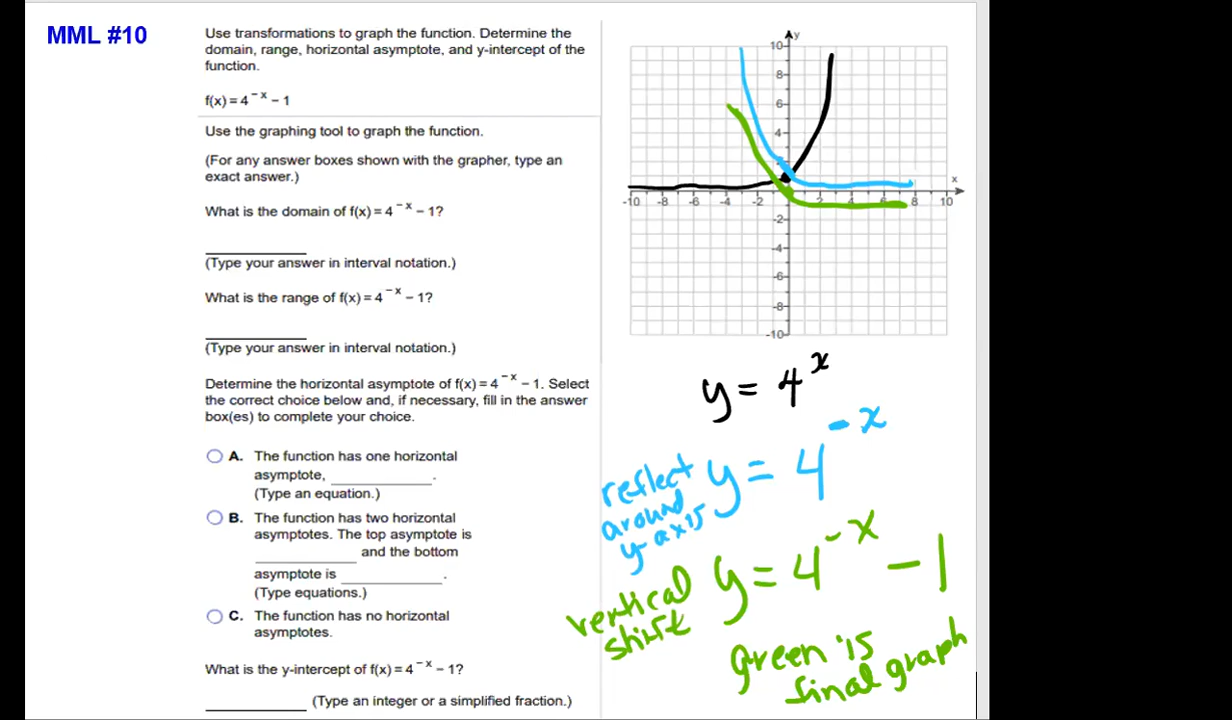 MML #10
Use transformations to graph the function. Determine the
domain, range, horizontal asymptote, and y-intercept of the
function.
f(x) = 4^{-x} - 1
Use the graphing tool to graph the function.
(For any answer boxes shown with the grapher, type an
exact answer.)
What is the domain of f(x) = 4^{-x} - 1?
(Type your answer in interval notation.)
What is the range of f(x) = 4^{-x} - 1?
(Type your answer in interval notation.)
Determine the horizontal asymptote of f(x) = 4^{-x} - 1. Select
the correct choice below and, if necessary, fill in the answer
box(es) to complete your choice.
A. The function has one horizontal
asymptote, ____________.
(Type an equation.)
B. The function has two horizontal
asymptotes. The top asymptote is
____________ and the bottom
asymptote is ____________.
(Type equations.)
C. The function has no horizontal
asymptotes.
What is the y-intercept of f(x) = 4^{-x} - 1?
____________ (Type an integer or a simplified fraction.)
y
10
8
6
4
x
-10 -8 -6 -4 -2 2 4 6 8 10
-2
-4
-6
-8
-10
y = 4^x
reflect
around
y-axis
y = 4^{-x}
vertical
shift
y = 4^{-x} - 1
green is
final graph